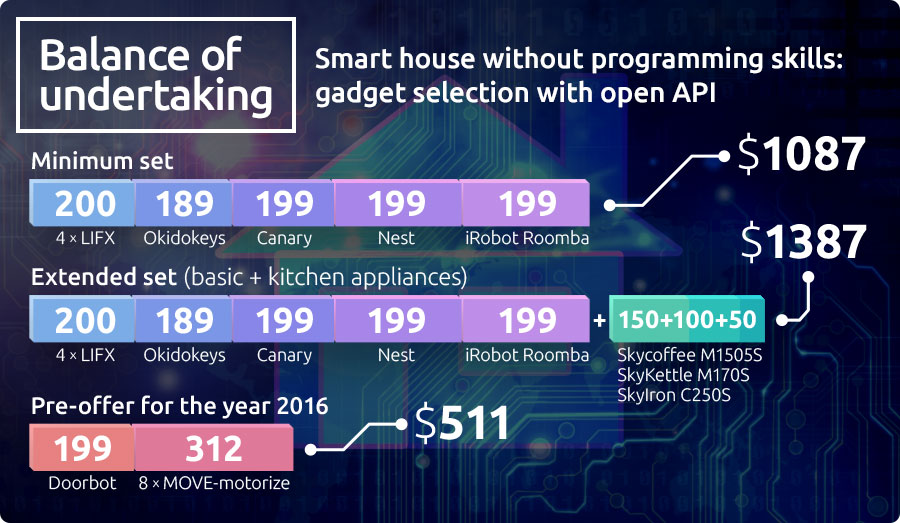 Balance of
undertaking
Smart house without programming skills:
gadget selection with open API
Minimum set
$1087
200 189 199 199 199
4 × LIFX Okidokeys Canary Nest iRobot Roomba
$1387
Extended set (basic + kitchen appliances)
200 189 199 199 199 + 150+100+50
4 × LIFX Okidokeys Canary Nest iRobot Roomba
Skycoffee M1505S
SkyKettle M170S
SkyIron C250S
Pre-offer for the year 2016
$511
199 312
Doorbot 8 × MOVE-motorize